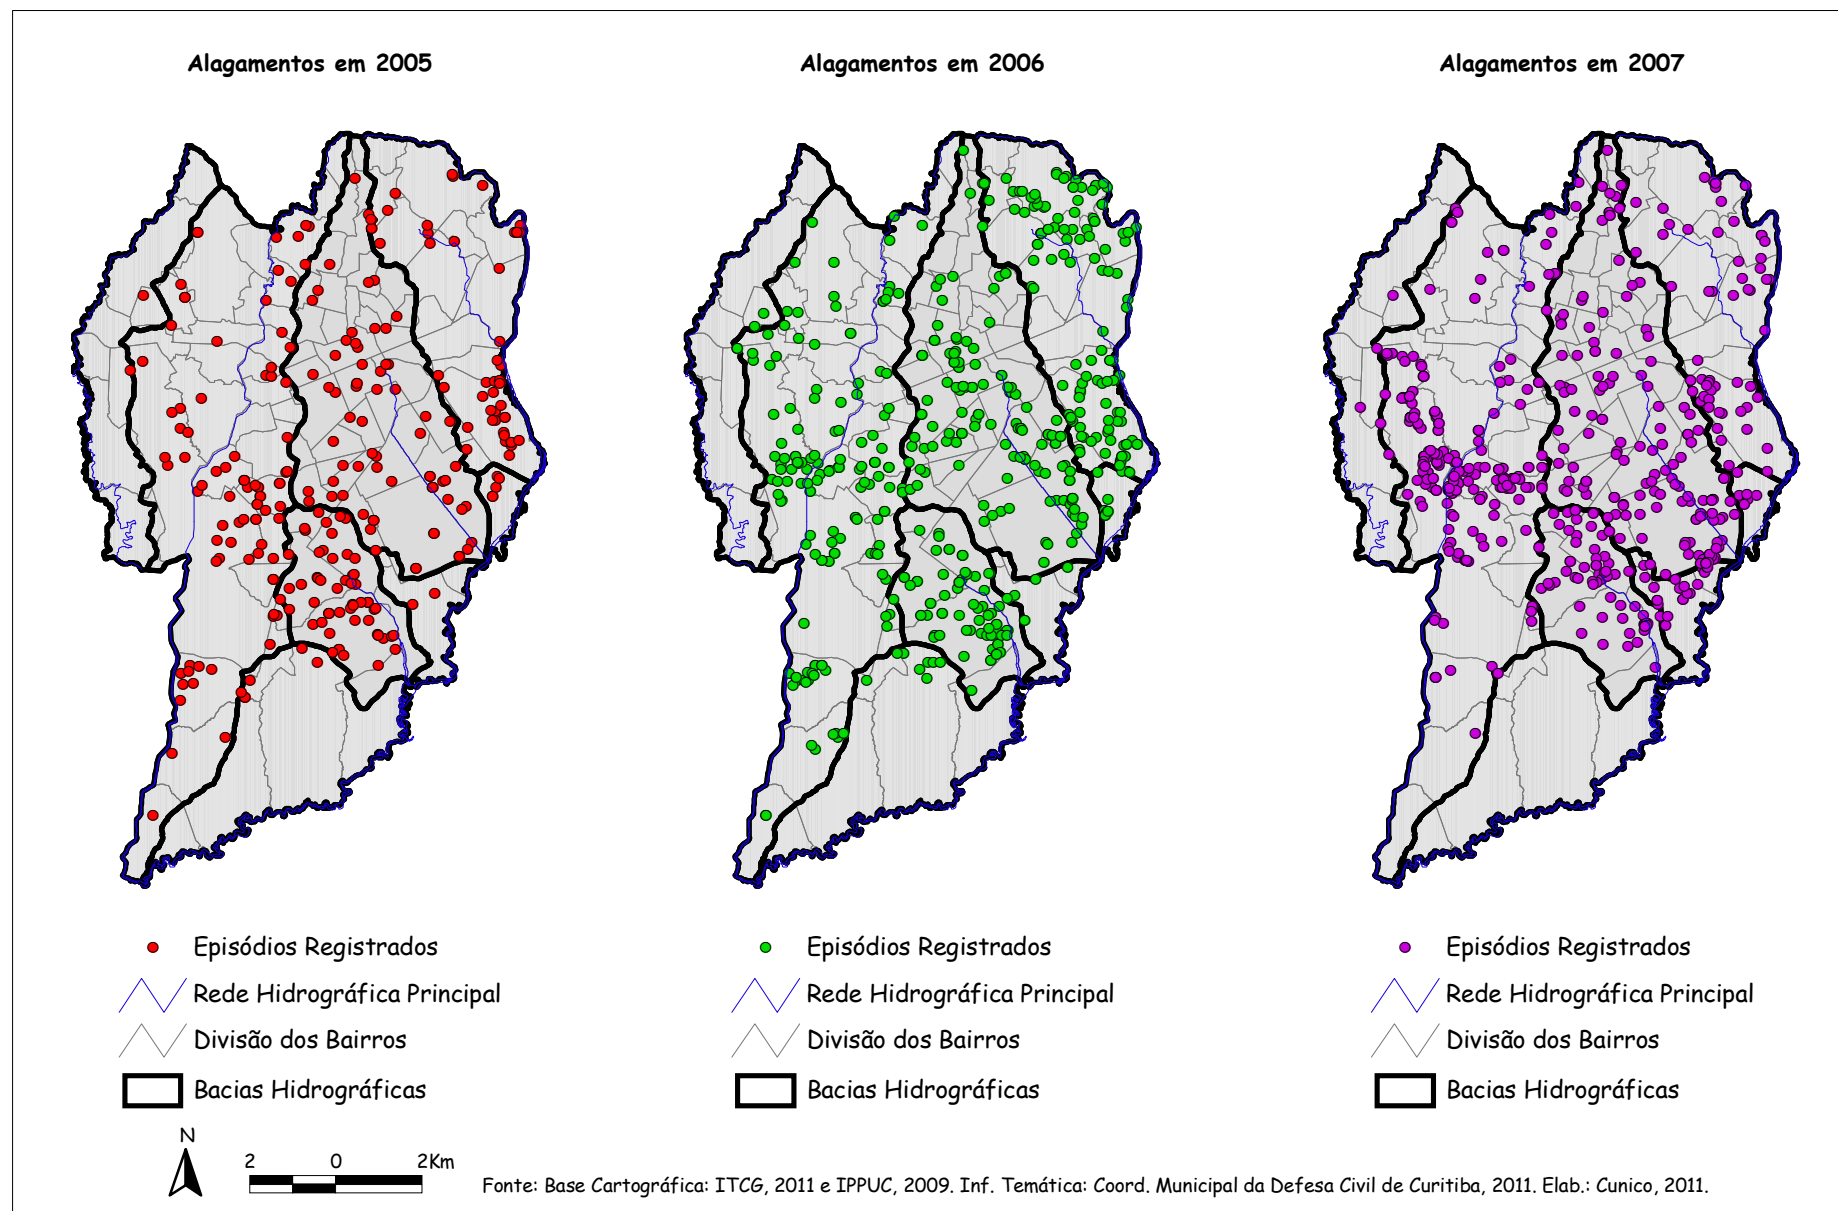 Alagamentos em 2005
Alagamentos em 2006
Alagamentos em 2007
Episódios Registrados
Rede Hidrográfica Principal
Divisão dos Bairros
Bacias Hidrográficas
Episódios Registrados
Rede Hidrográfica Principal
Divisão dos Bairros
Bacias Hidrográficas
Episódios Registrados
Rede Hidrográfica Principal
Divisão dos Bairros
Bacias Hidrográficas
N
2 0 2Km
Fonte: Base Cartográfica: ITCG, 2011 e IPPUC, 2009. Inf. Temática: Coord. Municipal da Defesa Civil de Curitiba, 2011. Elab.: Cunico, 2011.